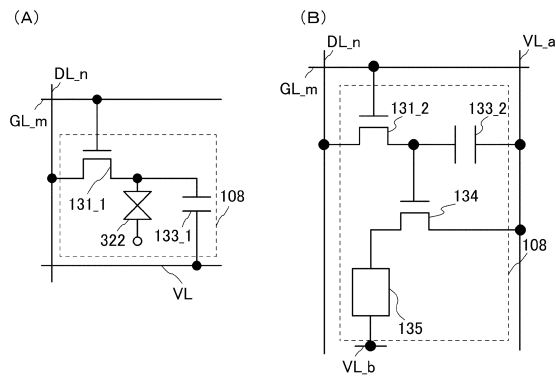 (A)
DL_n
GL_m
131_1
322
133_1
108
VL
(B)
VL_a
DL_n
GL_m
131_2
133_2
134
108
135
VL_b